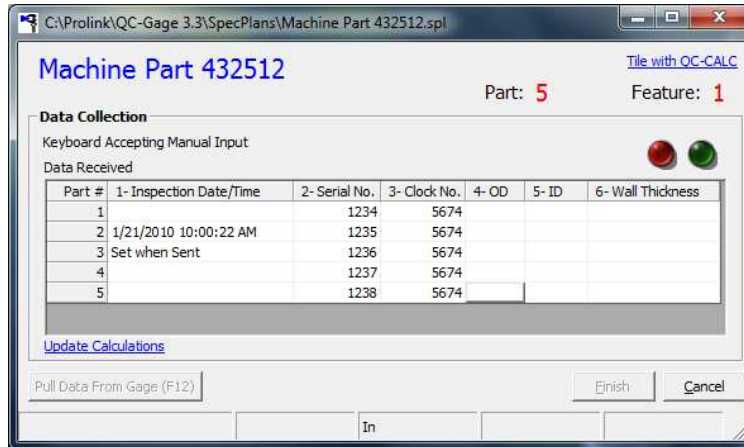 C:\Prolink\QC-Gage 3.3\SpecPlans\Machine Part 432512.spl
Machine Part 432512
Tile with QC-CALC
Part: 5 Feature: 1
Data Collection
Keyboard Accepting Manual Input
Data Received
Part # 1- Inspection Date/Time 2- Serial No. 3- Clock No. 4- OD 5- ID 6- Wall Thickness
1 1234 5674
2 1/21/2010 10:00:22 AM 1235 5674
3 Set when Sent 1236 5674
4 1237 5674
5 1238 5674
Update Calculations
Pull Data From Gage (F12) Finish Cancel
In